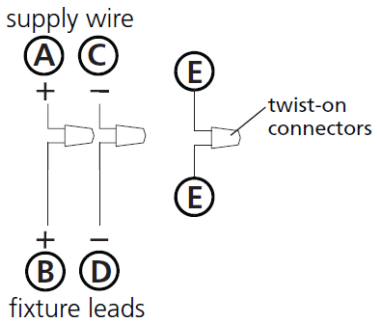 supply wire
A C
+ −
E
twist-on
connectors
E
+ −
B D
fixture leads